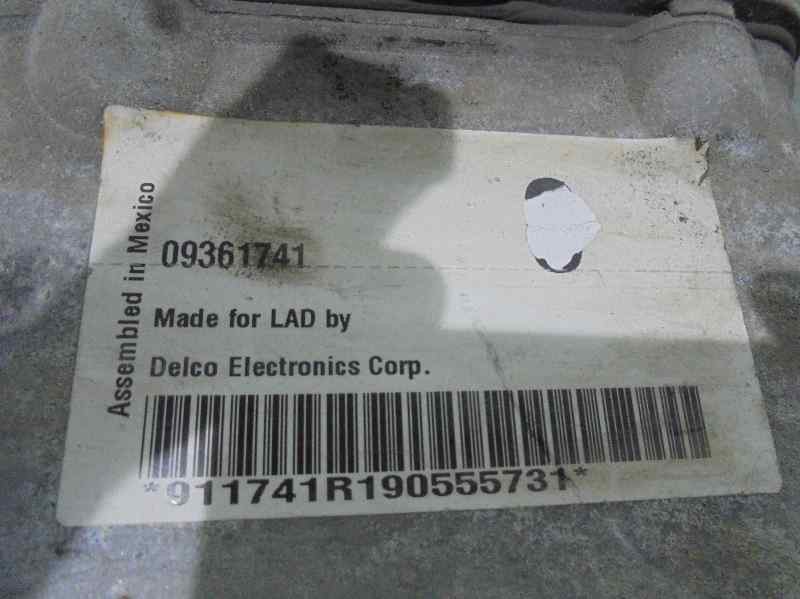 Assembled in Mexico
09361741
Made for LAD by
Delco Electronics Corp.
*911741R190555731*